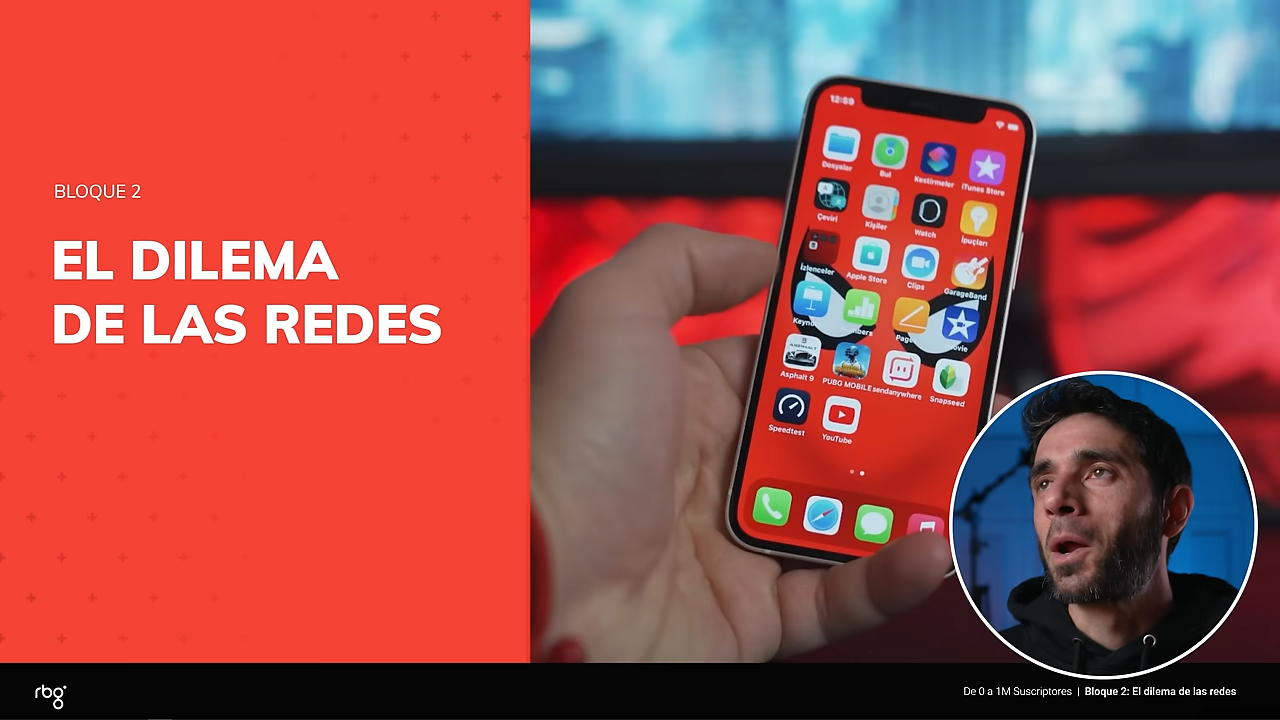 BLOQUE 2
EL DILEMA
DE LAS REDES
12:59
Dosyalar
Bul
Kestirmeler
iTunes Store
Çeviri
Kişiler
Watch
İpuçları
İzlenceler
Apple Store
Clips
GarageBand
Asphalt 9
PUBG MOBILE
sendanywhere
Snapseed
Speedtest
YouTube
rbg
De 0 a 1M Suscriptores | Bloque 2: El dilema de las redes